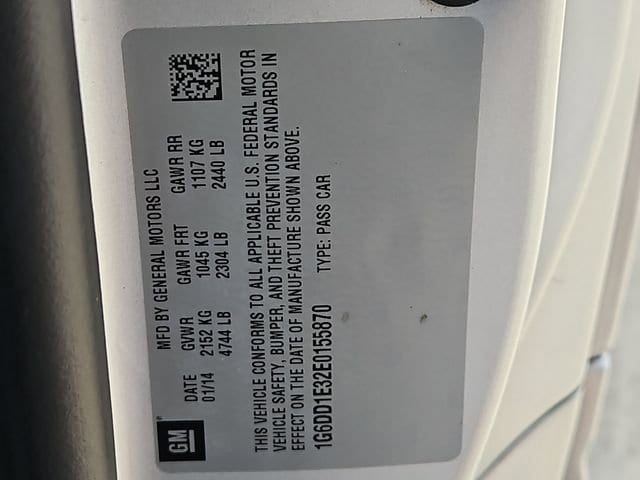 GM
MFD BY GENERAL MOTORS LLC
DATE GVWR GAWR FRT GAWR RR
01/14 2152 KG 1045 KG 1107 KG
4744 LB 2304 LB 2440 LB
THIS VEHICLE CONFORMS TO ALL APPLICABLE U.S. FEDERAL MOTOR
VEHICLE SAFETY, BUMPER, AND THEFT PREVENTION STANDARDS IN
EFFECT ON THE DATE OF MANUFACTURE SHOWN ABOVE.
1G6DD1E32E0155870 TYPE: PASS CAR